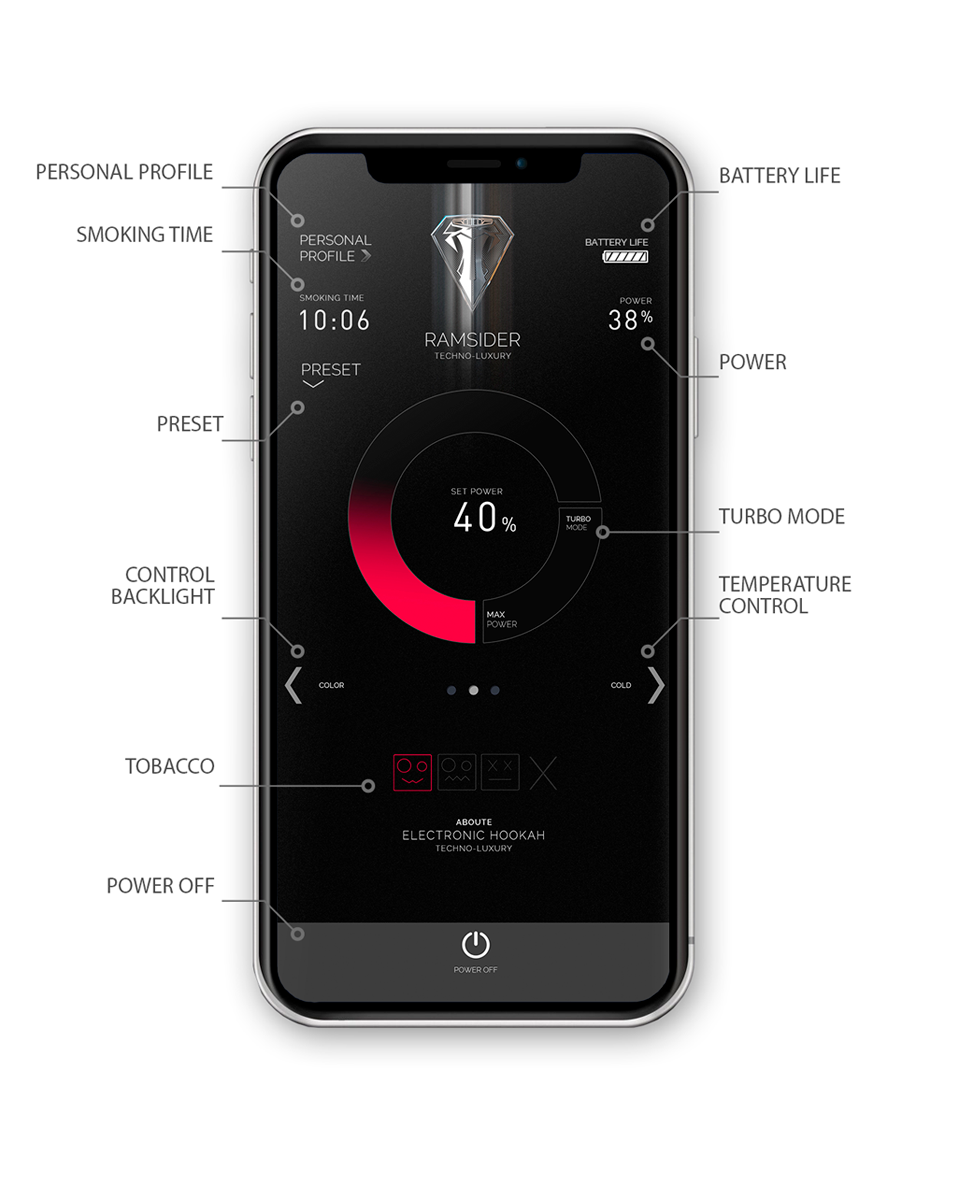 PERSONAL PROFILE
SMOKING TIME
PRESET
CONTROL
BACKLIGHT
TOBACCO
POWER OFF
PERSONAL
PROFILE
SMOKING TIME
10:06
PRESET
RAMSIDER
TECHNO-LUXURY
BATTERY LIFE
POWER
38%
SET POWER
40%
TURBO
MODE
MAX
POWER
COLOR
COLD
ABOUTE
ELECTRONIC HOOKAH
TECHNO-LUXURY
POWER OFF
BATTERY LIFE
POWER
TURBO MODE
TEMPERATURE
CONTROL